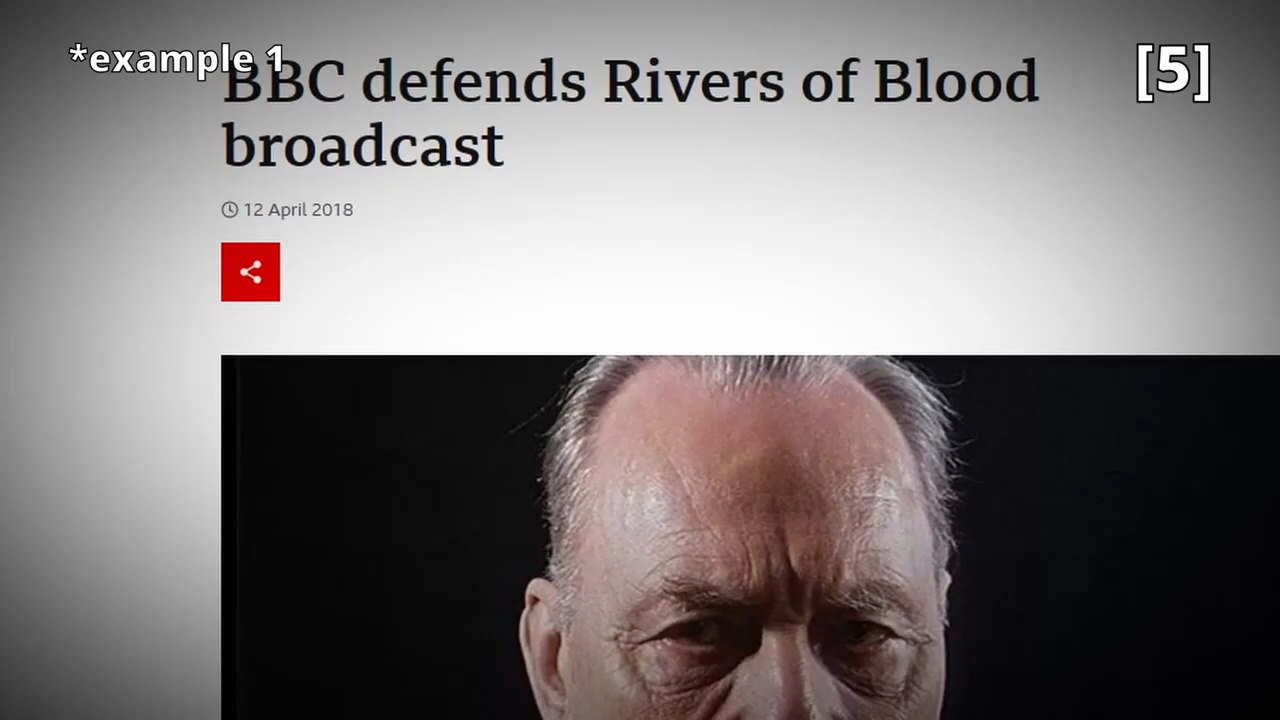 *example 1
[5]
BBC defends Rivers of Blood
broadcast
12 April 2018